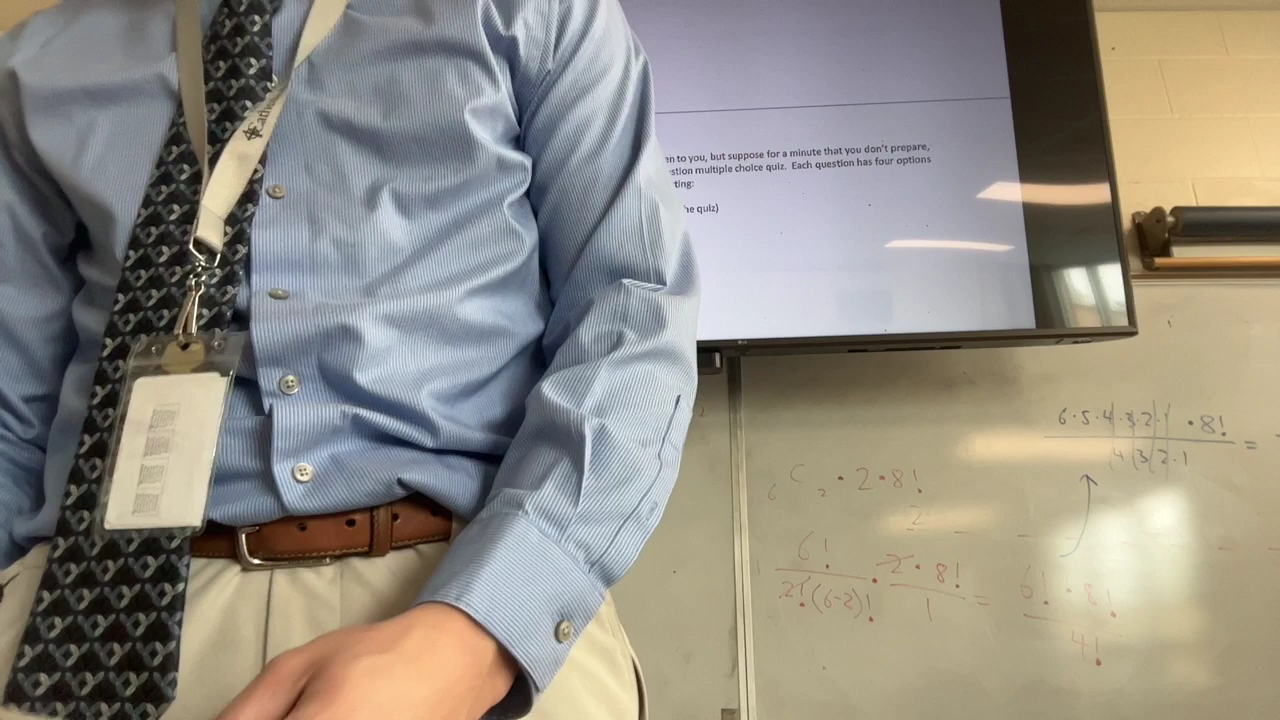 en to you, but suppose for a minute that you don't prepare,
stion multiple choice quiz. Each question has four options
ting:
he quiz)
6·5·4·3·2·1 · 8! =
4·3·2·1
₆C₂ · 2 · 8!
2
6! 2 · 8! 6! · 8!
2!(6-2)! · 1 = 4!